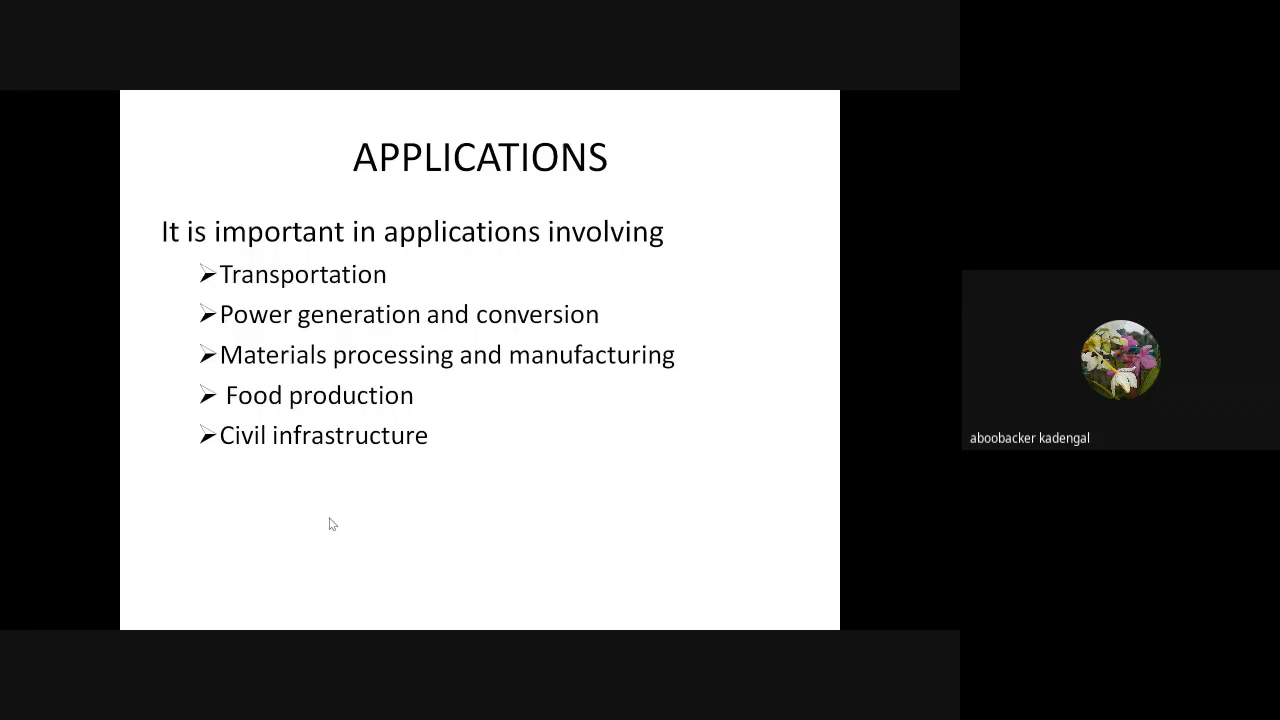 APPLICATIONS
It is important in applications involving
➢Transportation
➢Power generation and conversion
➢Materials processing and manufacturing
➢ Food production
➢Civil infrastructure
aboobacker kadengal